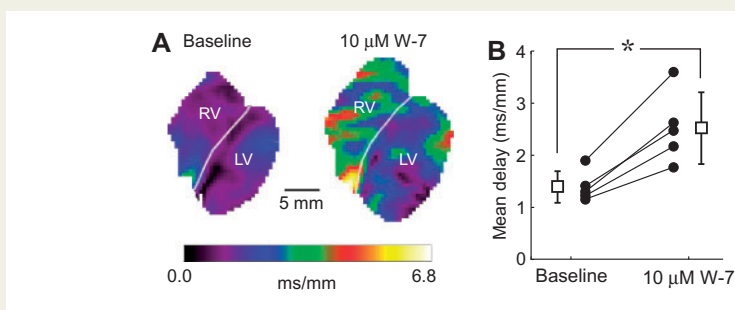 A Baseline 10 μM W-7
RV
LV
RV
LV
5 mm
0.0 ms/mm 6.8
B
*
Mean delay (ms/mm)
4
3
2
1
0
Baseline 10 μM W-7